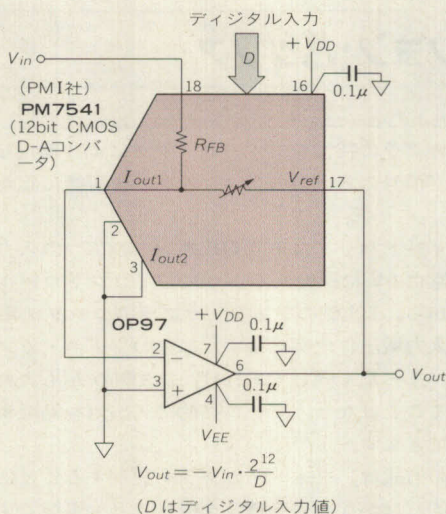 ディジタル入力
Vin
D
+VDD
(PMI社)
PM7541
(12bit CMOS
D-Aコンバ
ータ)
18
16
0.1μ
RFB
1
Iout1
Vref
17
2
Iout2
3
OP97
+VDD
0.1μ
2
−
7
6
Vout
3
+
4
0.1μ
VEE
Vout=−Vin・2¹²/D
(Dはディジタル入力値)